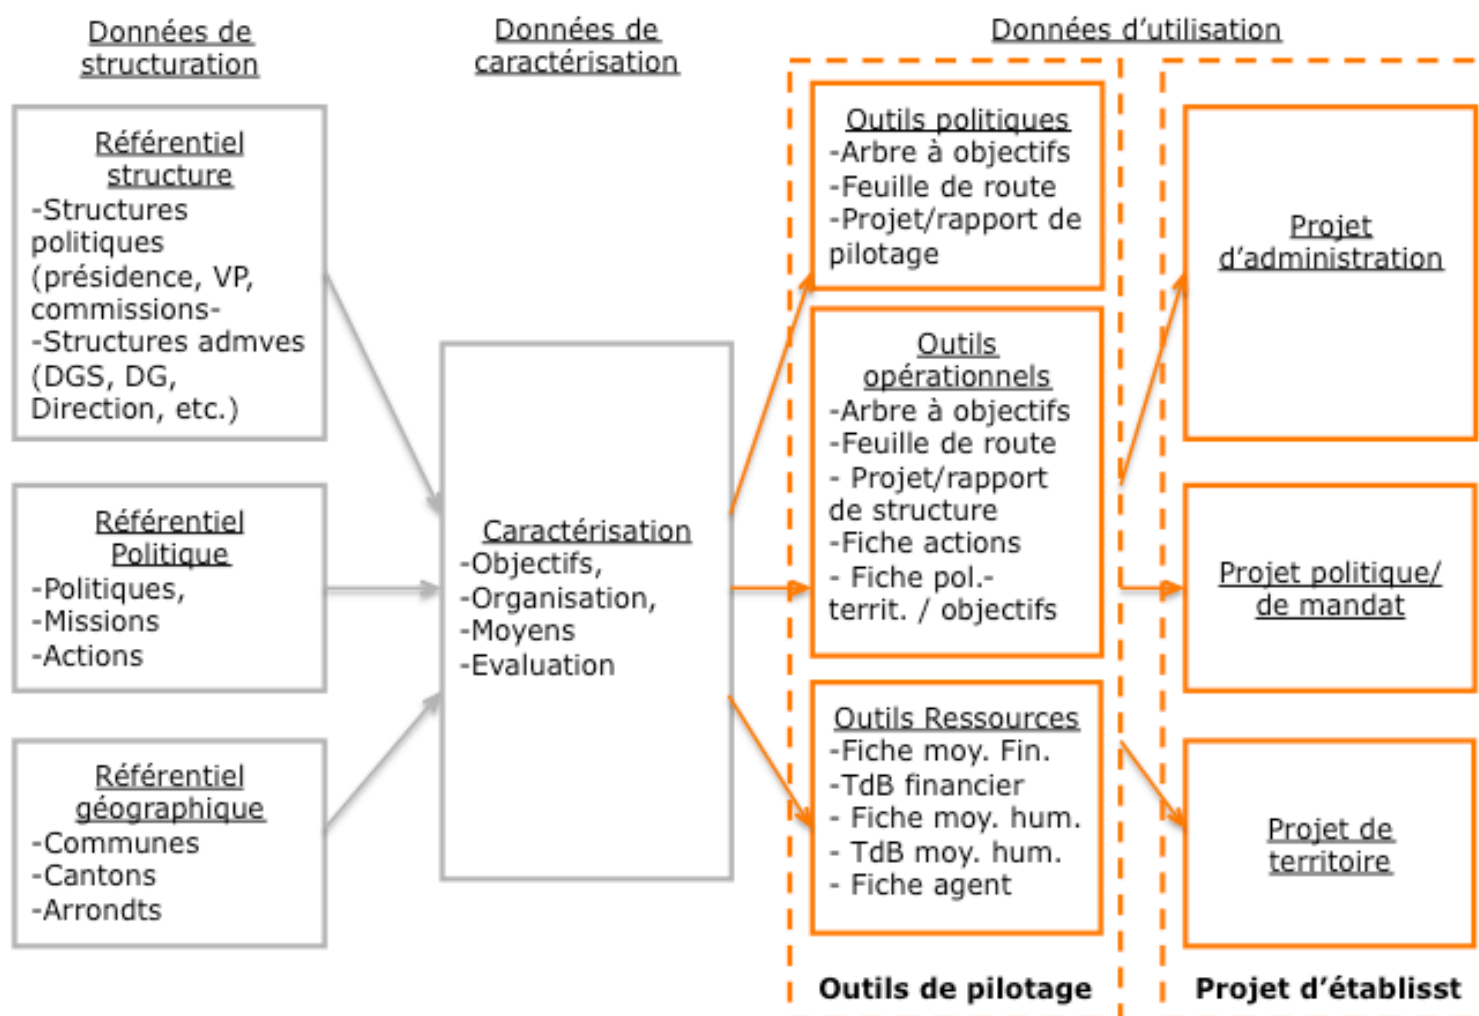 Données de
structuration
Données de
caractérisation
Données d'utilisation
Référentiel
structure
-Structures
politiques
(présidence, VP,
commissions-
-Structures admves
(DGS, DG,
Direction, etc.)
Référentiel
Politique
-Politiques,
-Missions
-Actions
Référentiel
géographique
-Communes
-Cantons
-Arrondts
Caractérisation
-Objectifs,
-Organisation,
-Moyens
-Evaluation
Outils politiques
-Arbre à objectifs
-Feuille de route
-Projet/rapport de
pilotage
Outils
opérationnels
-Arbre à objectifs
-Feuille de route
- Projet/rapport
de structure
-Fiche actions
- Fiche pol.-
territ. / objectifs
Outils Ressources
-Fiche moy. Fin.
-TdB financier
- Fiche moy. hum.
- TdB moy. hum.
- Fiche agent
Outils de pilotage
Projet
d'administration
Projet politique/
de mandat
Projet de
territoire
Projet d'établisst